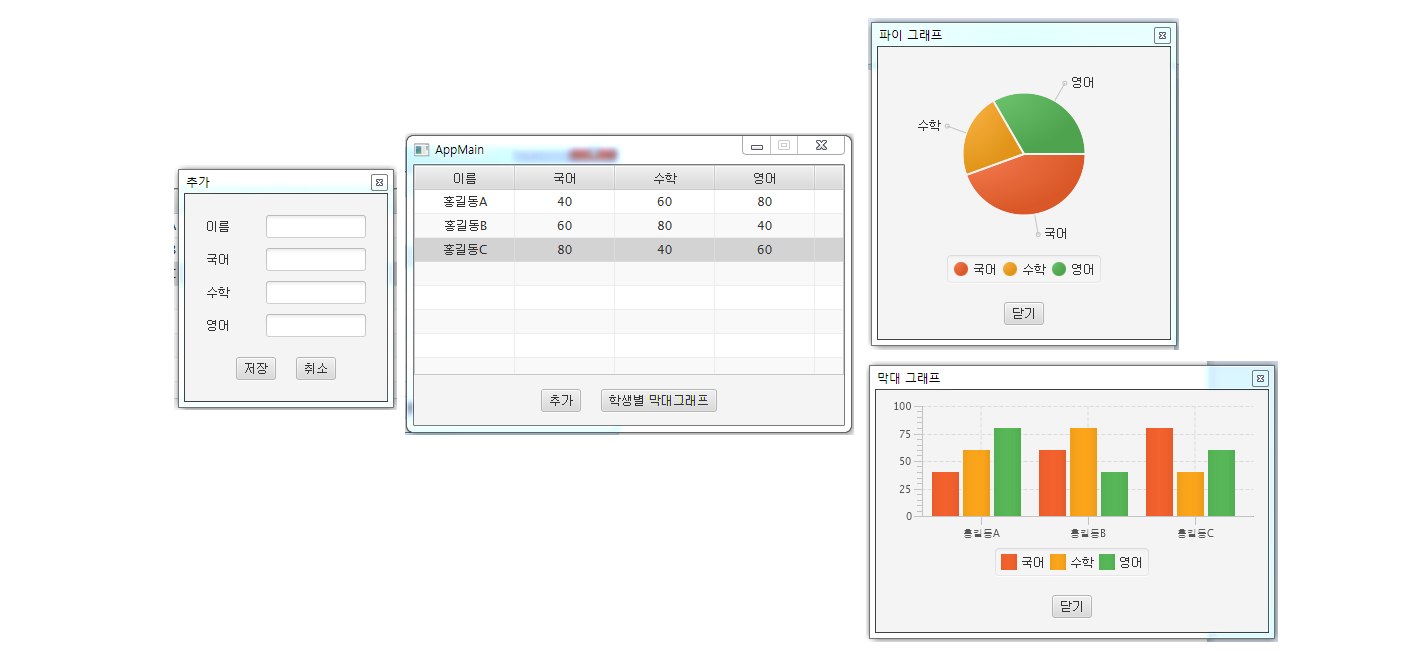 추가
이름
국어
수학
영어
저장 취소
AppMain
이름 국어 수학 영어
홍길동A 40 60 80
홍길동B 60 80 40
홍길동C 80 40 60
추가 학생별 막대그래프
파이 그래프
영어
수학
국어
국어 수학 영어
닫기
막대 그래프
100
75
50
25
0
홍길동A 홍길동B 홍길동C
국어 수학 영어
닫기